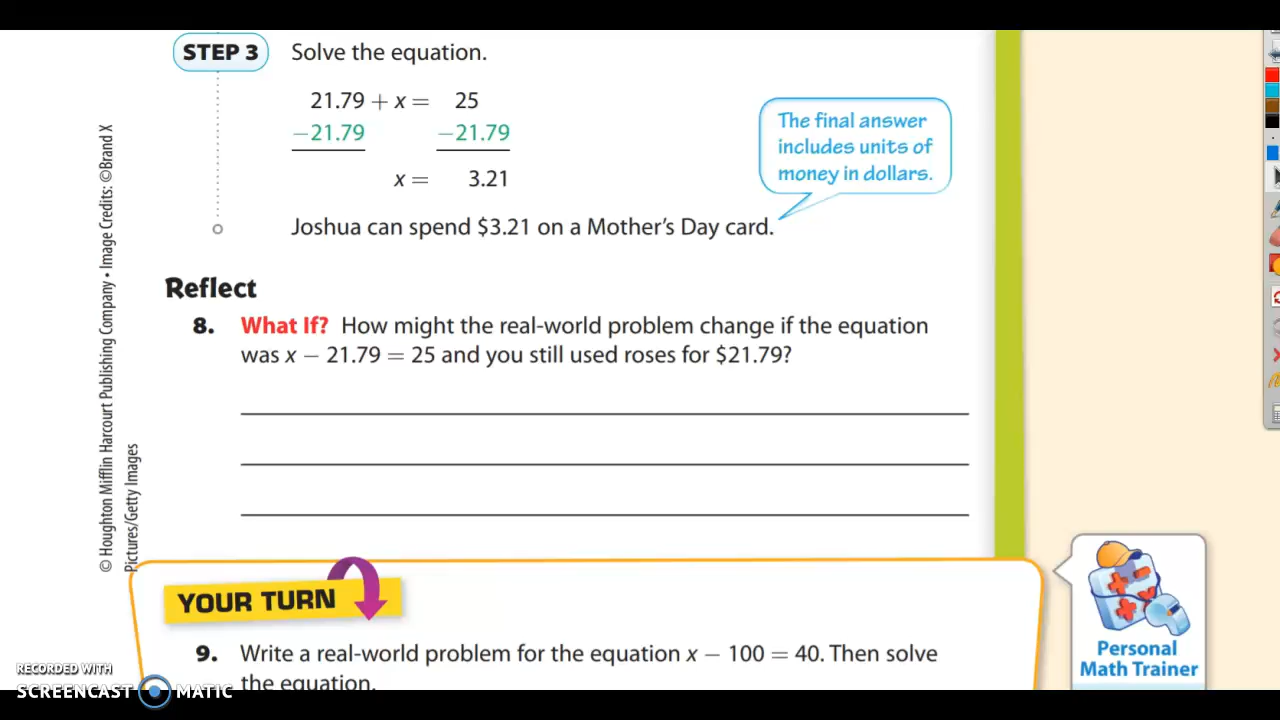 STEP 3
Solve the equation.
21.79 + x = 25
−21.79 −21.79
x = 3.21
The final answer
includes units of
money in dollars.
Joshua can spend $3.21 on a Mother's Day card.
Reflect
8. What If? How might the real-world problem change if the equation
was x − 21.79 = 25 and you still used roses for $21.79?
© Houghton Mifflin Harcourt Publishing Company • Image Credits: ©Brand X
Pictures/Getty Images
YOUR TURN
9. Write a real-world problem for the equation x − 100 = 40. Then solve
the equation.
Personal
Math Trainer
RECORDED WITH
SCREENCAST MATIC